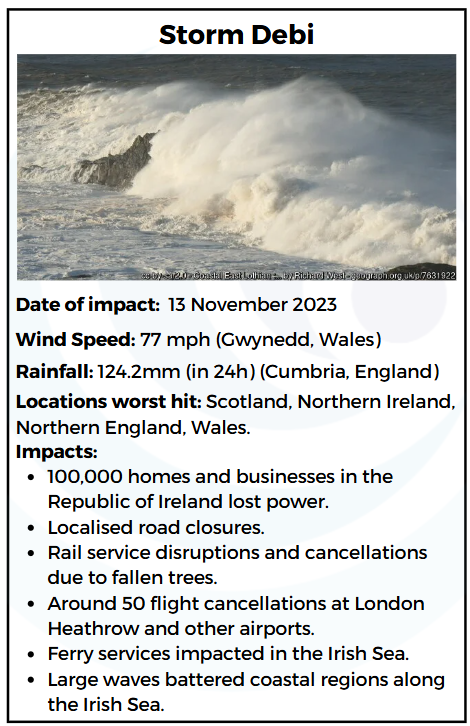 Storm Debi
cc-by-sa/2.0 - Coastal East Lothian : by Richard West - geograph.org.uk/p/7631922
Date of impact: 13 November 2023
Wind Speed: 77 mph (Gwynedd, Wales)
Rainfall: 124.2mm (in 24h) (Cumbria, England)
Locations worst hit: Scotland, Northern Ireland,
Northern England, Wales.
Impacts:
• 100,000 homes and businesses in the
Republic of Ireland lost power.
• Localised road closures.
• Rail service disruptions and cancellations
due to fallen trees.
• Around 50 flight cancellations at London
Heathrow and other airports.
• Ferry services impacted in the Irish Sea.
• Large waves battered coastal regions along
the Irish Sea.